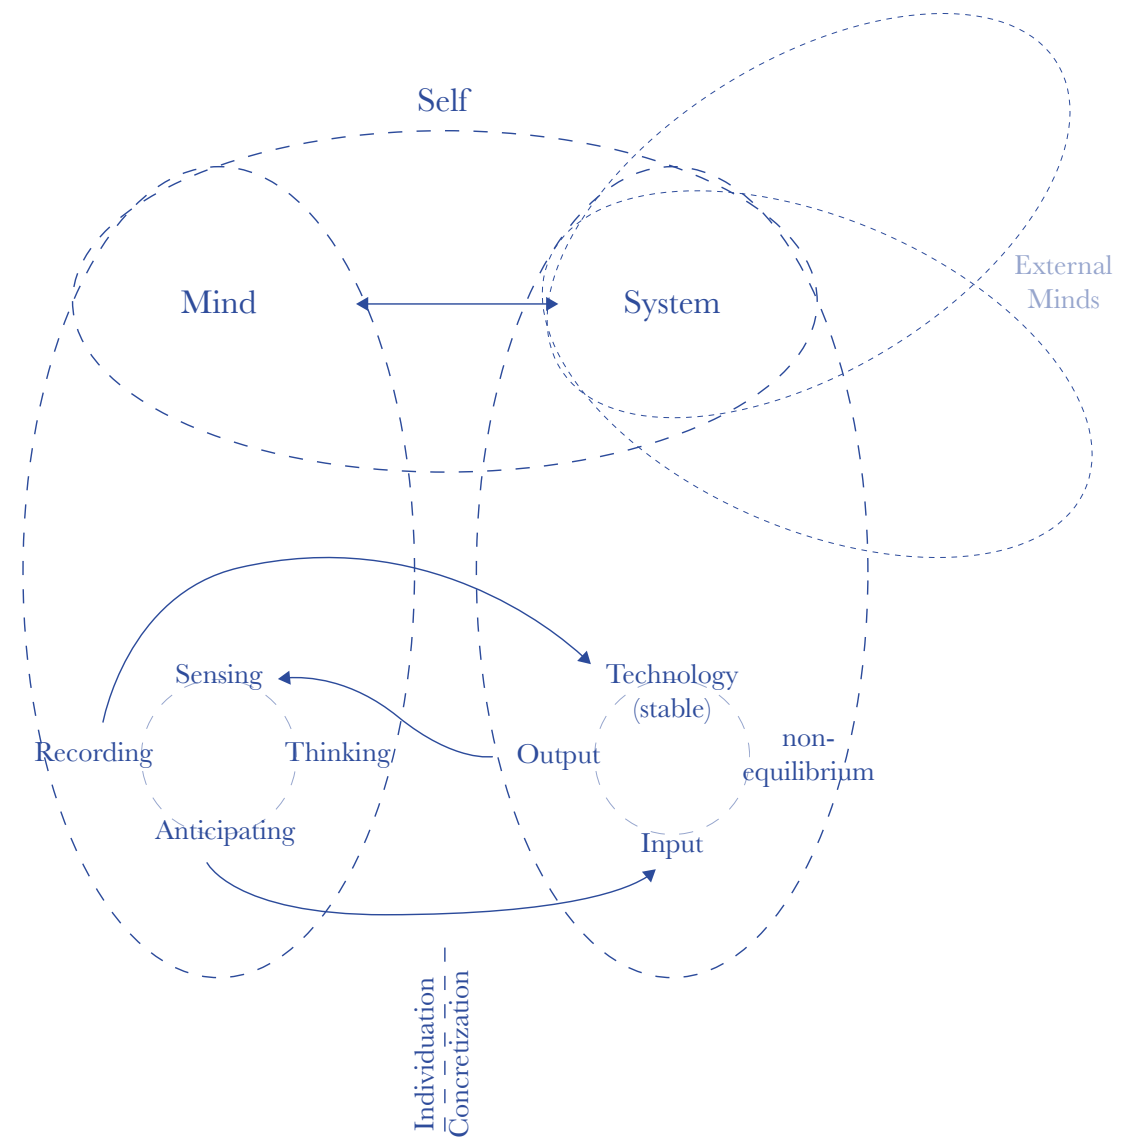 Self
External
Minds
Mind
System
Sensing
Technology
(stable)
Recording
Thinking
Output
non-
equilibrium
Anticipating
Input
Individuation
Concretization